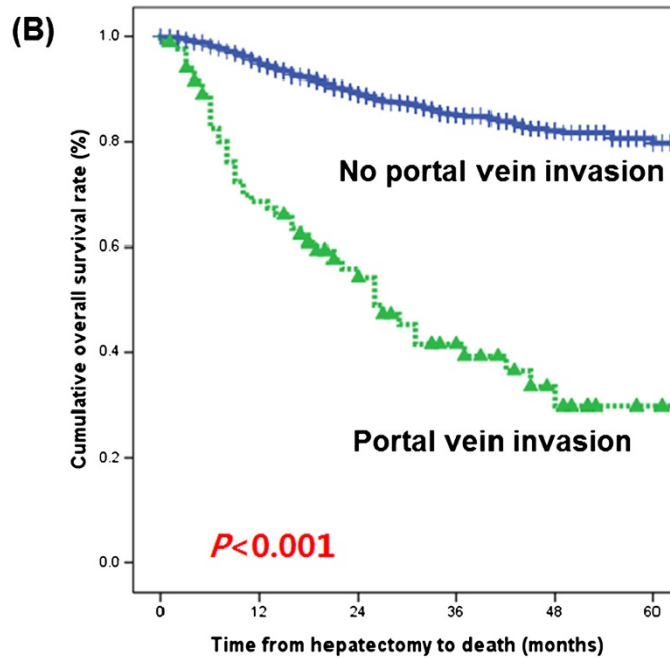 (B)
Cumulative overall survival rate (%)
1.0
0.8
0.6
0.4
0.2
0.0
No portal vein invasion
Portal vein invasion
P<0.001
0 12 24 36 48 60
Time from hepatectomy to death (months)